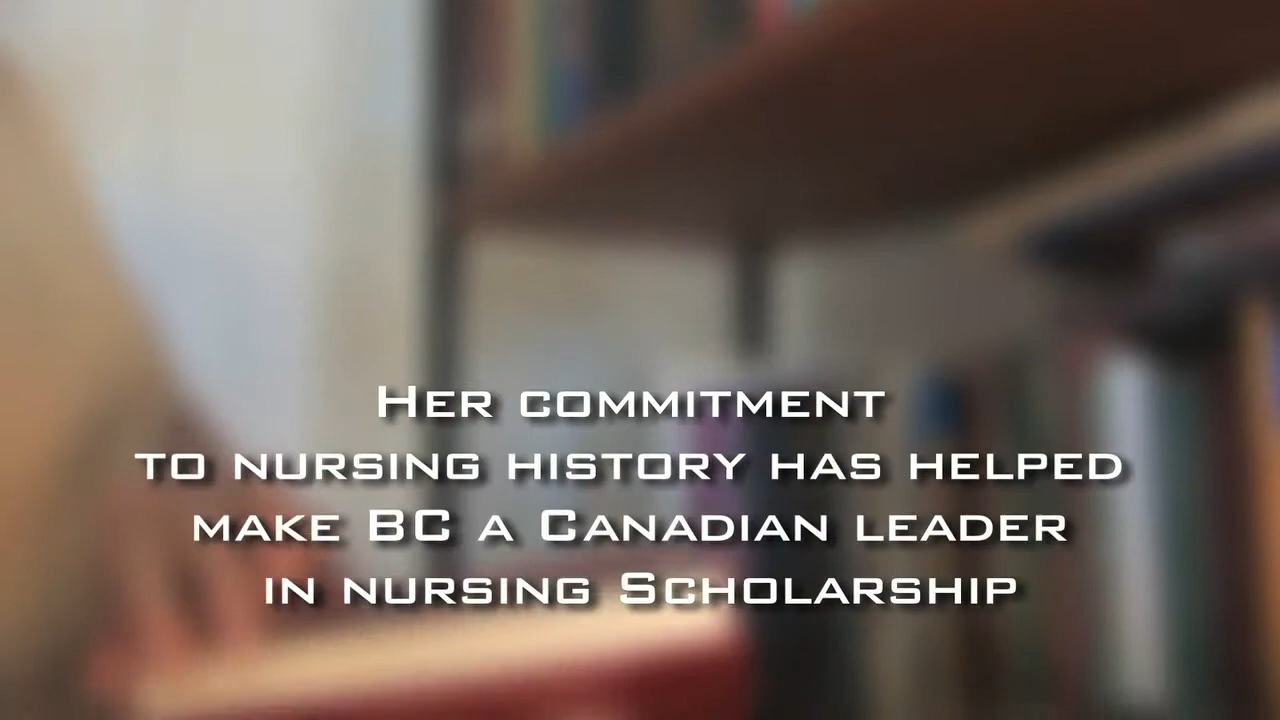 Her commitment
to nursing history has helped
make BC a Canadian leader
in nursing Scholarship